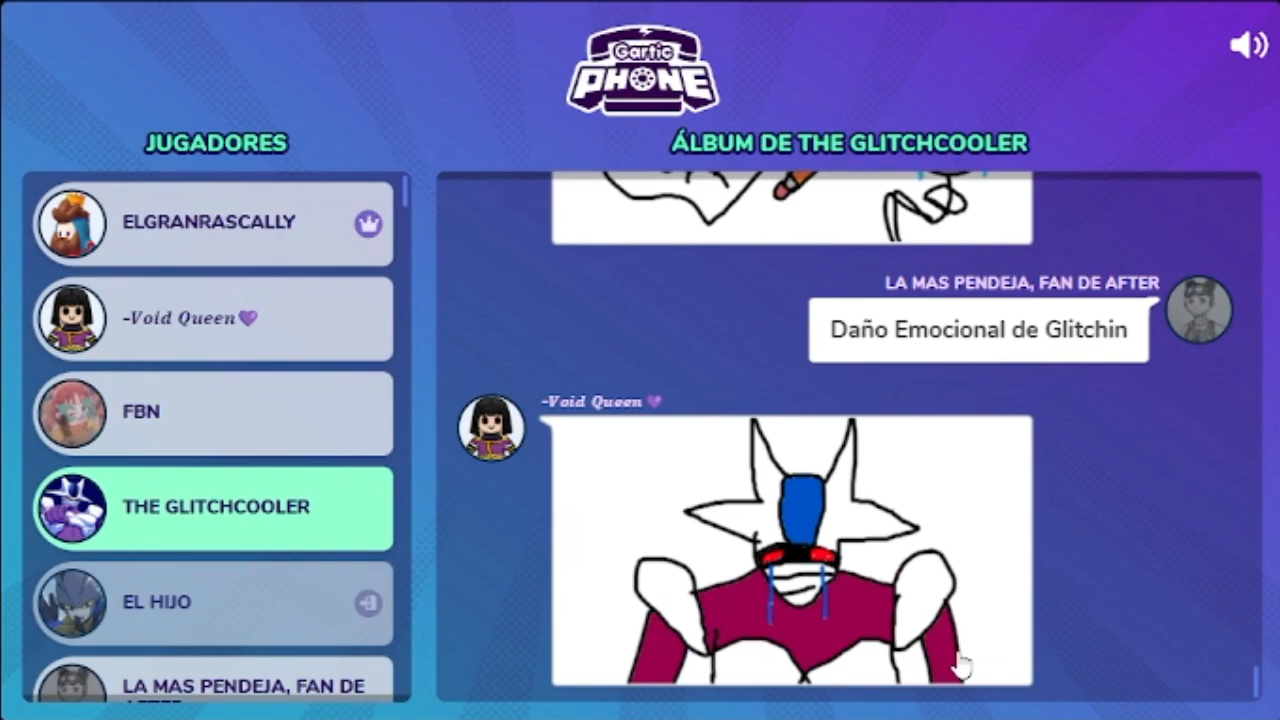 Gartic
PHONE
JUGADORES
ÁLBUM DE THE GLITCHCOOLER
ELGRANRASCALLY
-Void Queen💜
FBN
THE GLITCHCOOLER
EL HIJO
LA MAS PENDEJA, FAN DE
AFTER
LA MAS PENDEJA, FAN DE AFTER
Daño Emocional de Glitchin
-Void Queen💜